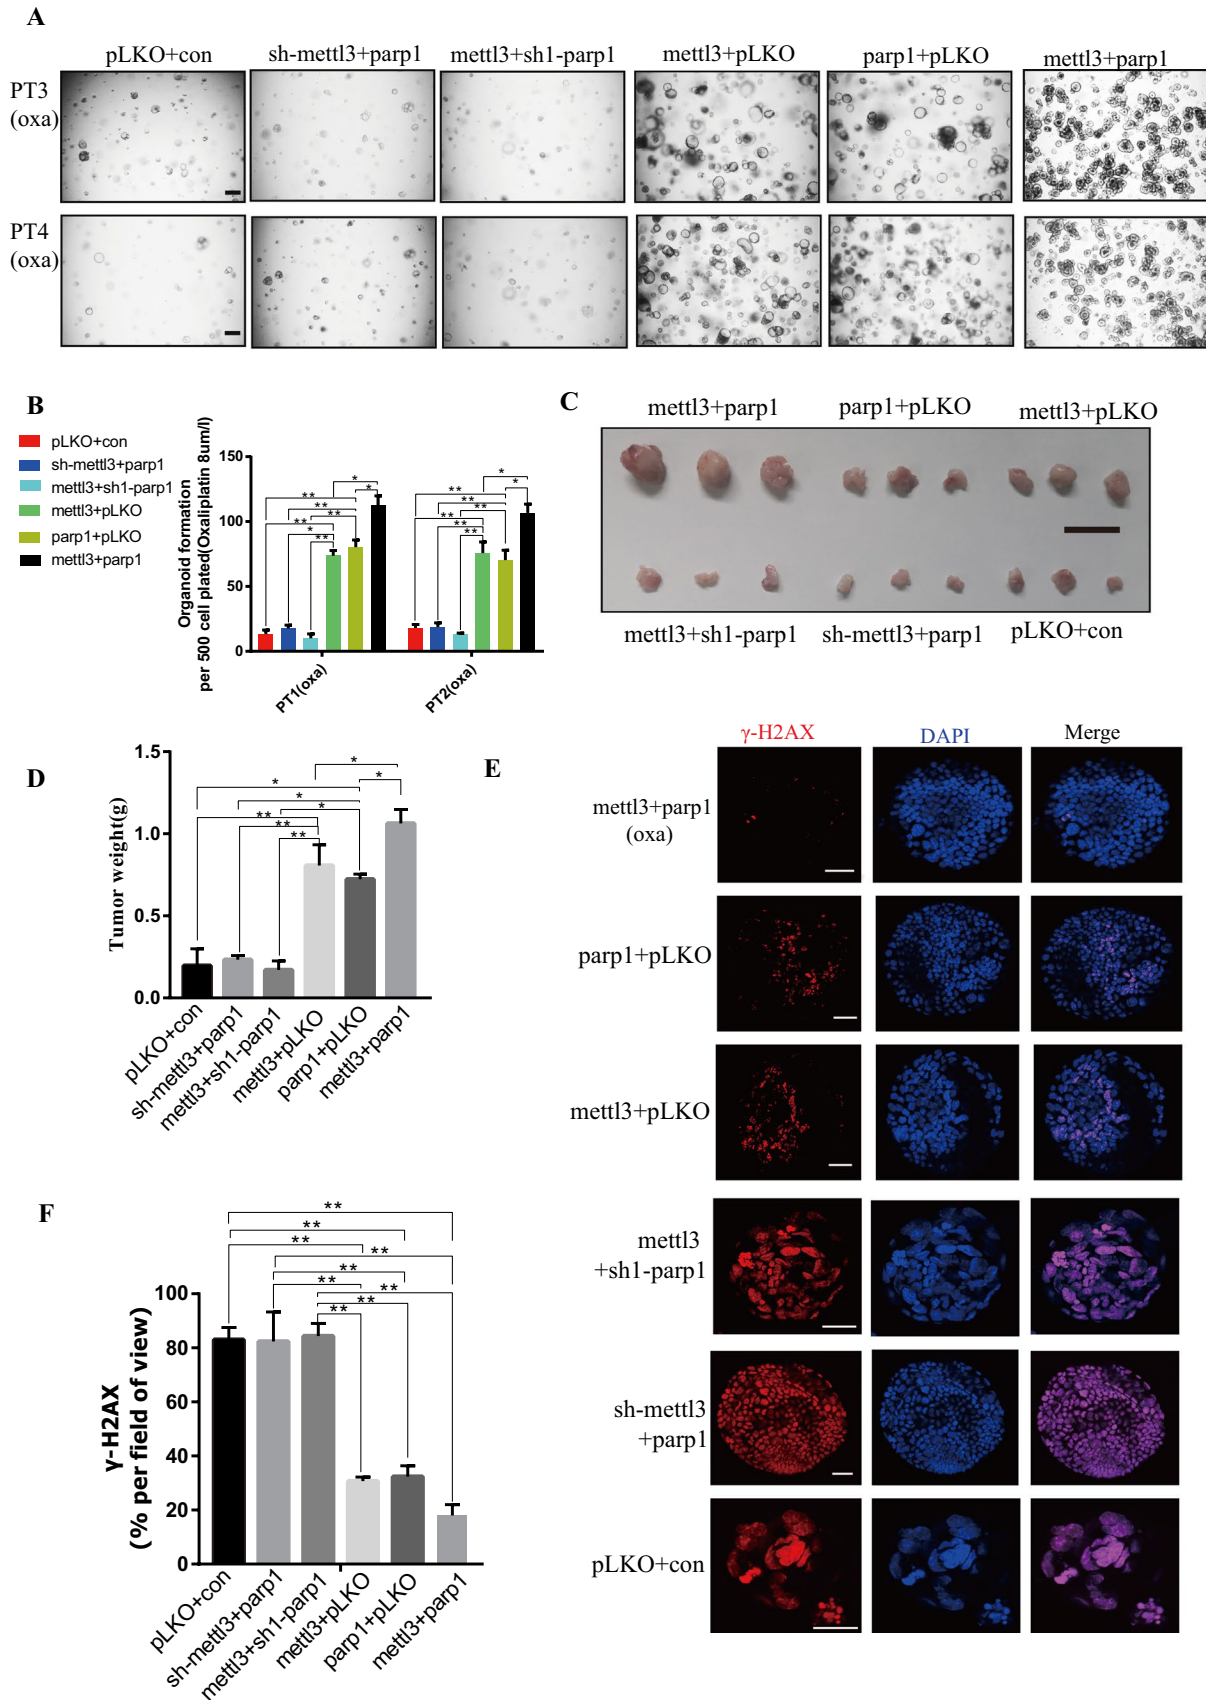 A
pLKO+con
sh-mettl3+parp1
mettl3+sh1-parp1
mettl3+pLKO
parp1+pLKO
mettl3+parp1
PT3
(oxa)
PT4
(oxa)
B
pLKO+con
sh-mettl3+parp1
mettl3+sh1-parp1
mettl3+pLKO
parp1+pLKO
mettl3+parp1
Organoid formation
per 500 cell plated(Oxaliplatin 8um/l)
150
100
50
0
** ** ** ** * ** * *
** ** ** ** ** ** * *
PT1(oxa)
PT2(oxa)
C
mettl3+parp1
parp1+pLKO
mettl3+pLKO
mettl3+sh1-parp1
sh-mettl3+parp1
pLKO+con
D
Tumor weight(g)
1.5
1.0
0.5
0.0
*
* *
*
*
**
**
**
pLKO+con
sh-mettl3+parp1
mettl3+sh1-parp1
mettl3+pLKO
parp1+pLKO
mettl3+parp1
E
γ-H2AX
DAPI
Merge
mettl3+parp1
(oxa)
parp1+pLKO
mettl3+pLKO
mettl3
+sh1-parp1
sh-mettl3
+parp1
pLKO+con
F
γ-H2AX
(% per field of view)
100
80
60
40
20
0
**
**
**
**
**
**
**
**
**
pLKO+con
sh-mettl3+parp1
mettl3+sh1-parp1
mettl3+pLKO
parp1+pLKO
mettl3+parp1